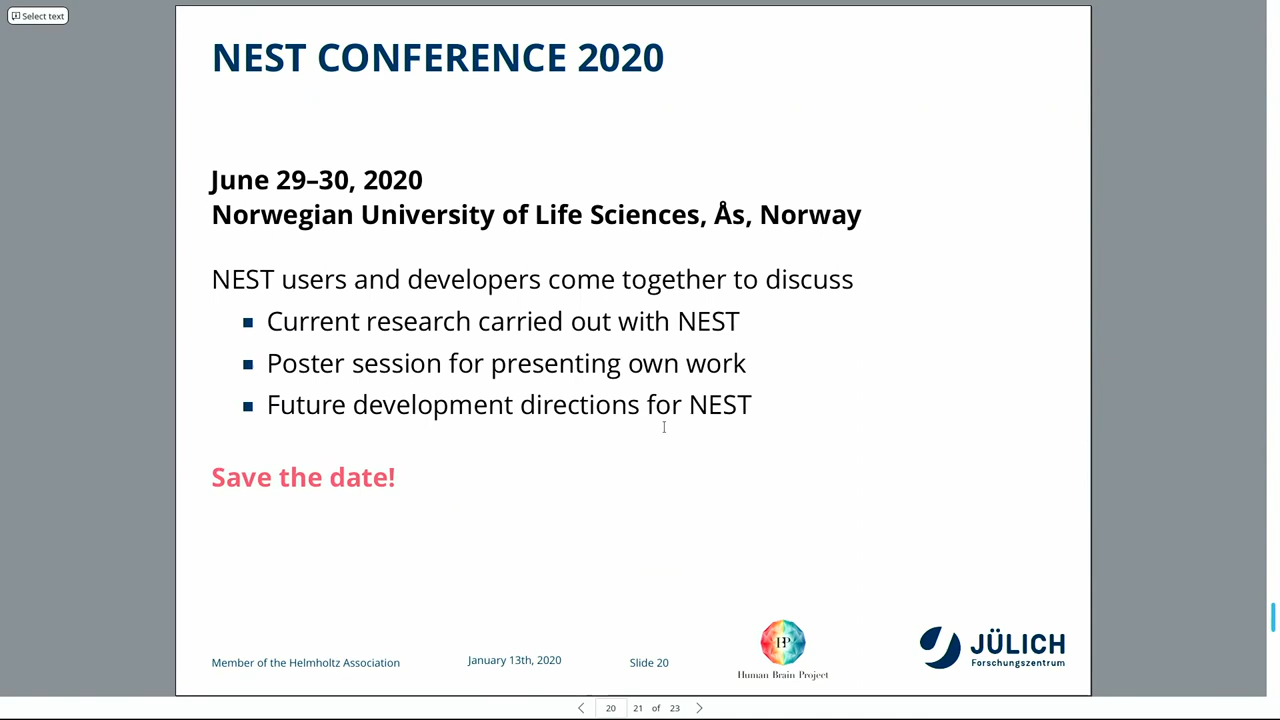 Select text
NEST CONFERENCE 2020
June 29–30, 2020
Norwegian University of Life Sciences, Ås, Norway
NEST users and developers come together to discuss
Current research carried out with NEST
Poster session for presenting own work
Future development directions for NEST
Save the date!
Member of the Helmholtz Association
January 13th, 2020
Slide 20
HBP
Human Brain Project
JÜLICH
Forschungszentrum
20 21 of 23